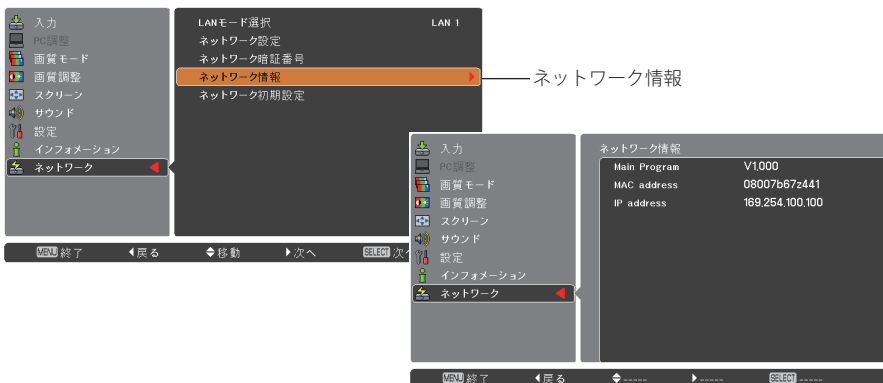 入力
PC調整
画質モード
画質調整
スクリーン
サウンド
設定
インフォメーション
ネットワーク
LANモード選択 LAN 1
ネットワーク設定
ネットワーク暗証番号
ネットワーク情報
ネットワーク初期設定
MENU 終了 戻る 移動 次へ SELECT 次へ
ネットワーク情報
入力
PC調整
画質モード
画質調整
スクリーン
サウンド
設定
インフォメーション
ネットワーク
ネットワーク情報
Main Program V1,000
MAC address 08007b67z441
IP address 169.254.100.100
MENU 終了 戻る ----- ----- SELECT -----